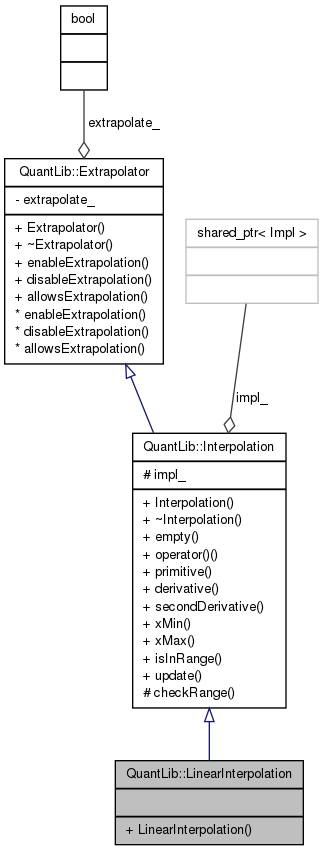 bool
extrapolate_
QuantLib::Extrapolator
- extrapolate_
+ Extrapolator()
+ ~Extrapolator()
+ enableExtrapolation()
+ disableExtrapolation()
+ allowsExtrapolation()
* enableExtrapolation()
* disableExtrapolation()
* allowsExtrapolation()
shared_ptr< Impl >
impl_
QuantLib::Interpolation
# impl_
+ Interpolation()
+ ~Interpolation()
+ empty()
+ operator()()
+ primitive()
+ derivative()
+ secondDerivative()
+ xMin()
+ xMax()
+ isInRange()
+ update()
# checkRange()
QuantLib::LinearInterpolation
+ LinearInterpolation()